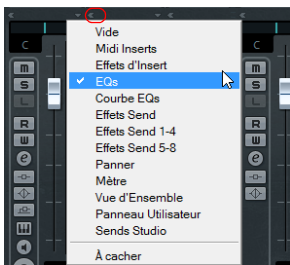 C
C
Vide
Midi Inserts
Effets d'Insert
EQs
Courbe EQs
Effets Send
Effets Send 1-4
Effets Send 5-8
Panner
Mètre
Vue d'Ensemble
Panneau Utilisateur
Sends Studio
À cacher
m
S
L
R
W
e
m
S
L
R
W
e